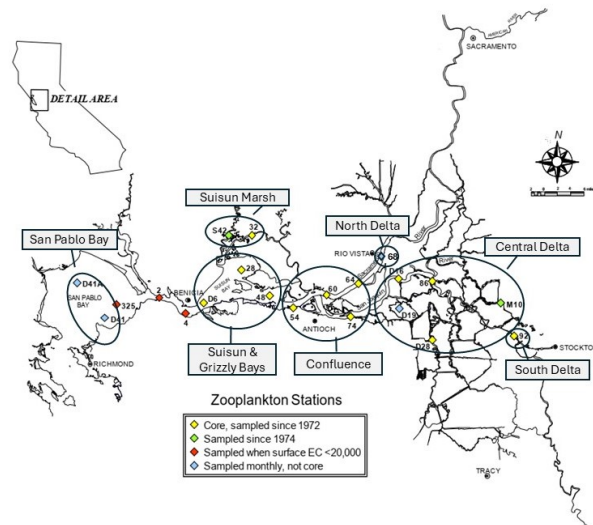 SACRAMENTO
DETAIL AREA
N
Suisun Marsh
S42
32
North Delta
San Pablo Bay
RIO VISTA
68
Central Delta
D41A
SAN PABLO
BAY
D41
325
2
BENICIA
4
D6
28
SUISUN
BAY
48
54
60
64
74
ANTIOCH
D16
86
D19
M10
D28
92
STOCKTO
RICHMOND
Suisun &
Grizzly Bays
Confluence
South Delta
Zooplankton Stations
Core, sampled since 1972
Sampled since 1974
Sampled when surface EC <20,000
Sampled monthly, not core
TRACY